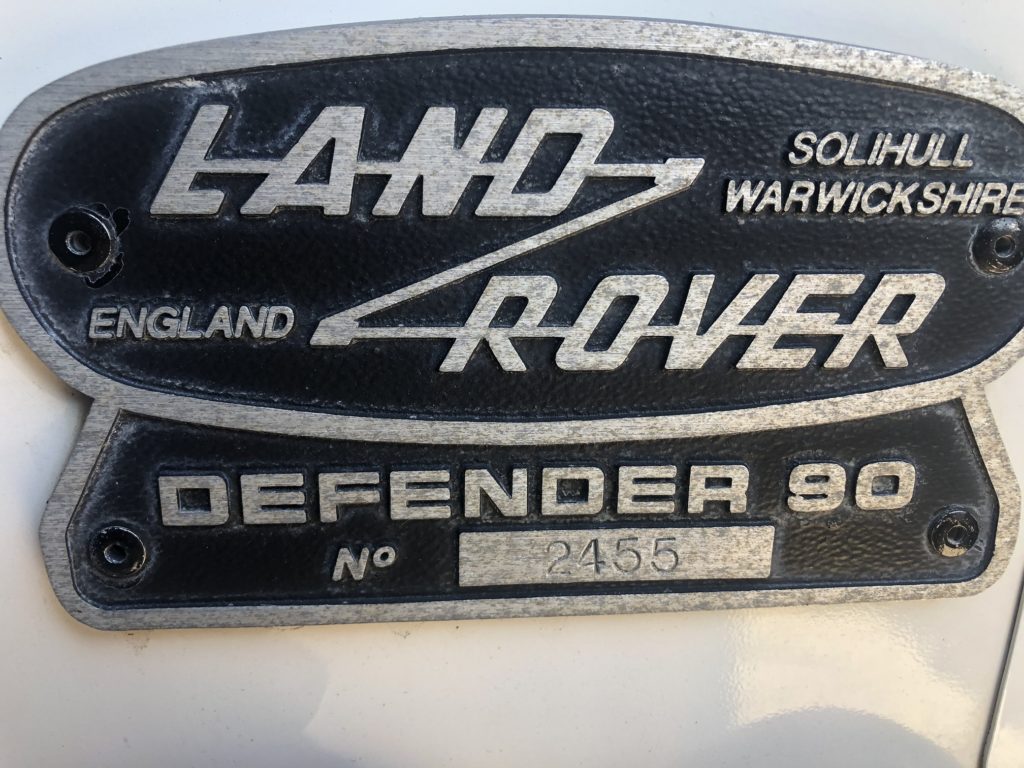 LAND
SOLIHULL
WARWICKSHIRE
ENGLAND
ROVER
DEFENDER 90
Nº 2455